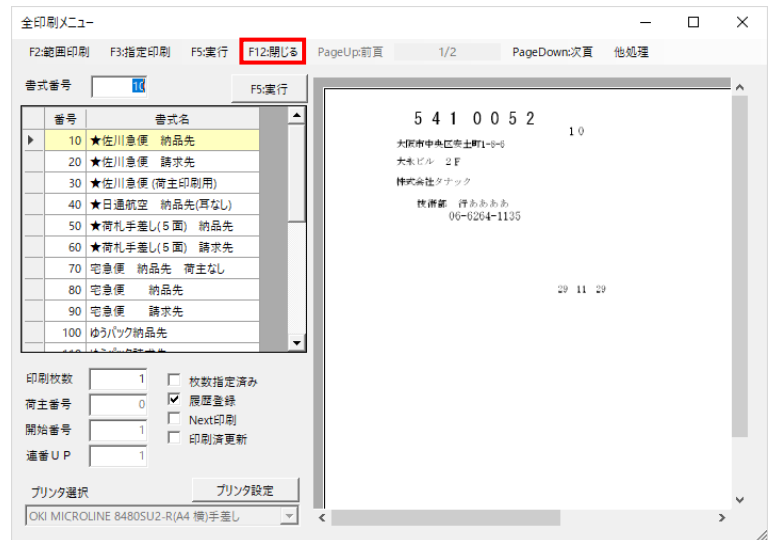 全印刷メニュー
F2:範囲印刷 F3:指定印刷 F5:実行 F12:閉じる PageUp:前頁 1/2 PageDown:次頁 他処理
書式番号 10 F5:実行
番号 書式名
10 ★佐川急便 納品先
20 ★佐川急便 請求先
30 ★佐川急便(荷主印刷用)
40 ★日通航空 納品先(耳なし)
50 ★荷札手差し(5面) 納品先
60 ★荷札手差し(5面) 請求先
70 宅急便 納品先 荷主なし
80 宅急便 納品先
90 宅急便 請求先
100 ゆうパック納品先
印刷枚数 1 枚数指定済み
荷主番号 0 履歴登録
開始番号 1 Next印刷
連番UP 1 印刷済更新
プリンタ選択 プリンタ設定
OKI MICROLINE 8480SU2-R(A4 横)手差し
5410052
10
大阪市中央区安土町1-6-6
ビル 2F
株式会社タナック
技術部 行ああああ
06-6264-1135
29 11 29